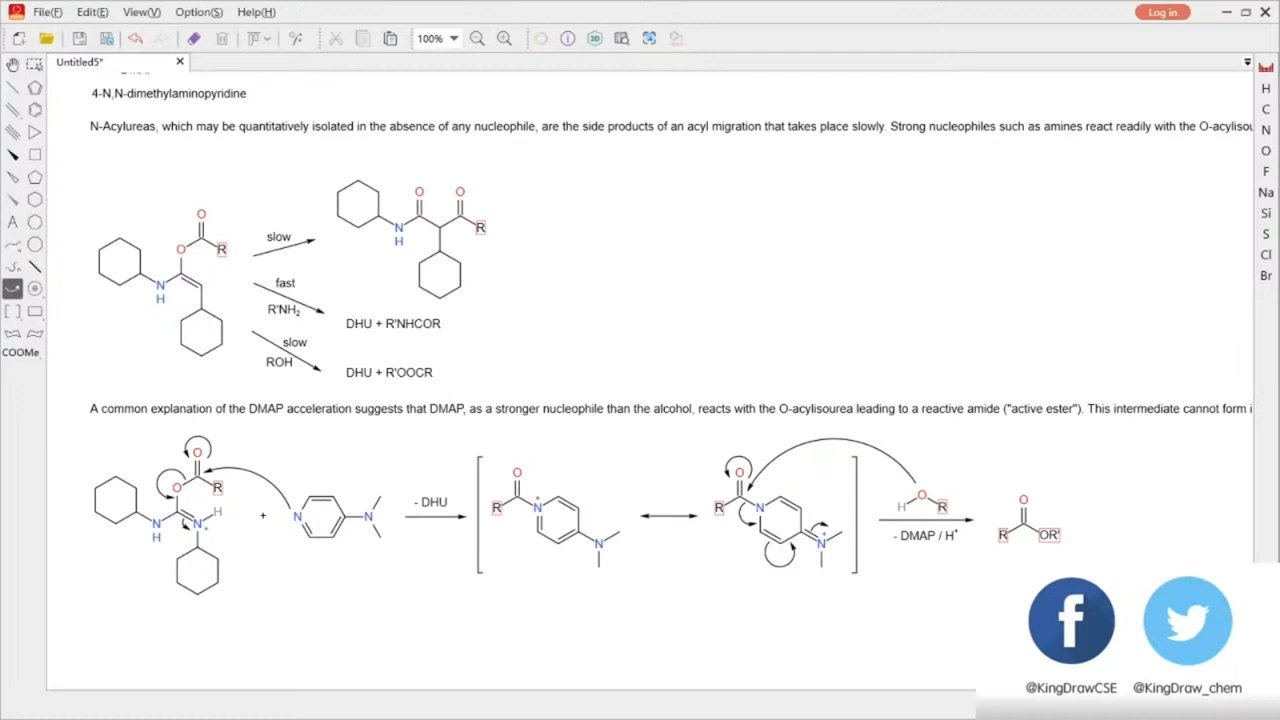 File(F) Edit(E) View(V) Option(S) Help(H) Log in
100%
Untitled5*
4-N,N-dimethylaminopyridine
N-Acylureas, which may be quantitatively isolated in the absence of any nucleophile, are the side products of an acyl migration that takes place slowly. Strong nucleophiles such as amines react readily with the O-acylisou
O O
N H R
O
O R
N H
slow
fast
R'NH2
DHU + R'NHCOR
slow
ROH
DHU + R'OOCR
A common explanation of the DMAP acceleration suggests that DMAP, as a stronger nucleophile than the alcohol, reacts with the O-acylisourea leading to a reactive amide ("active ester"). This intermediate cannot form i
O
O R
N H N+ H
+
N N
- DHU
O
R N+
N
O
R N
N+
H O R
- DMAP / H+
O
R OR'
H
C
N
O
F
Na
Si
S
Cl
Br
A
COOMe
3D
f
@KingDrawCSE @KingDraw_chem